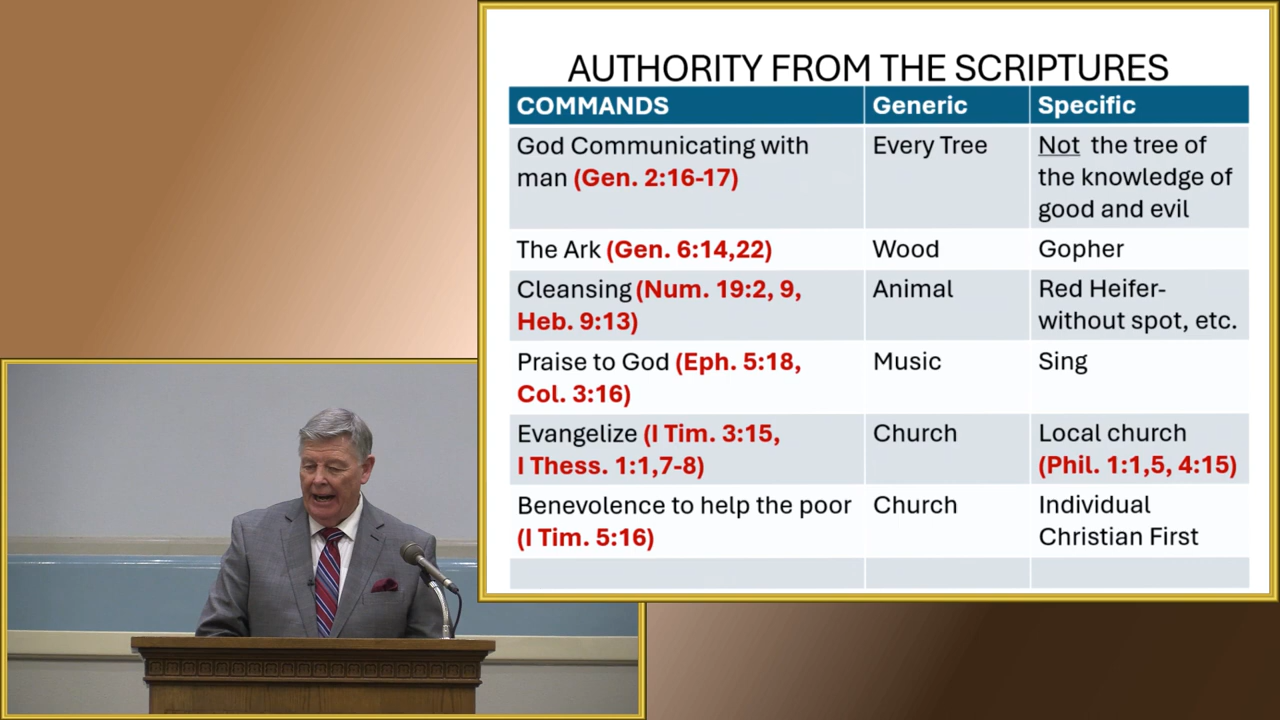 AUTHORITY FROM THE SCRIPTURES
COMMANDS Generic Specific
God Communicating with man (Gen. 2:16-17) Every Tree Not the tree of the knowledge of good and evil
The Ark (Gen. 6:14,22) Wood Gopher
Cleansing (Num. 19:2, 9, Heb. 9:13) Animal Red Heifer- without spot, etc.
Praise to God (Eph. 5:18, Col. 3:16) Music Sing
Evangelize (I Tim. 3:15, I Thess. 1:1,7-8) Church Local church (Phil. 1:1,5, 4:15)
Benevolence to help the poor (I Tim. 5:16) Church Individual Christian First